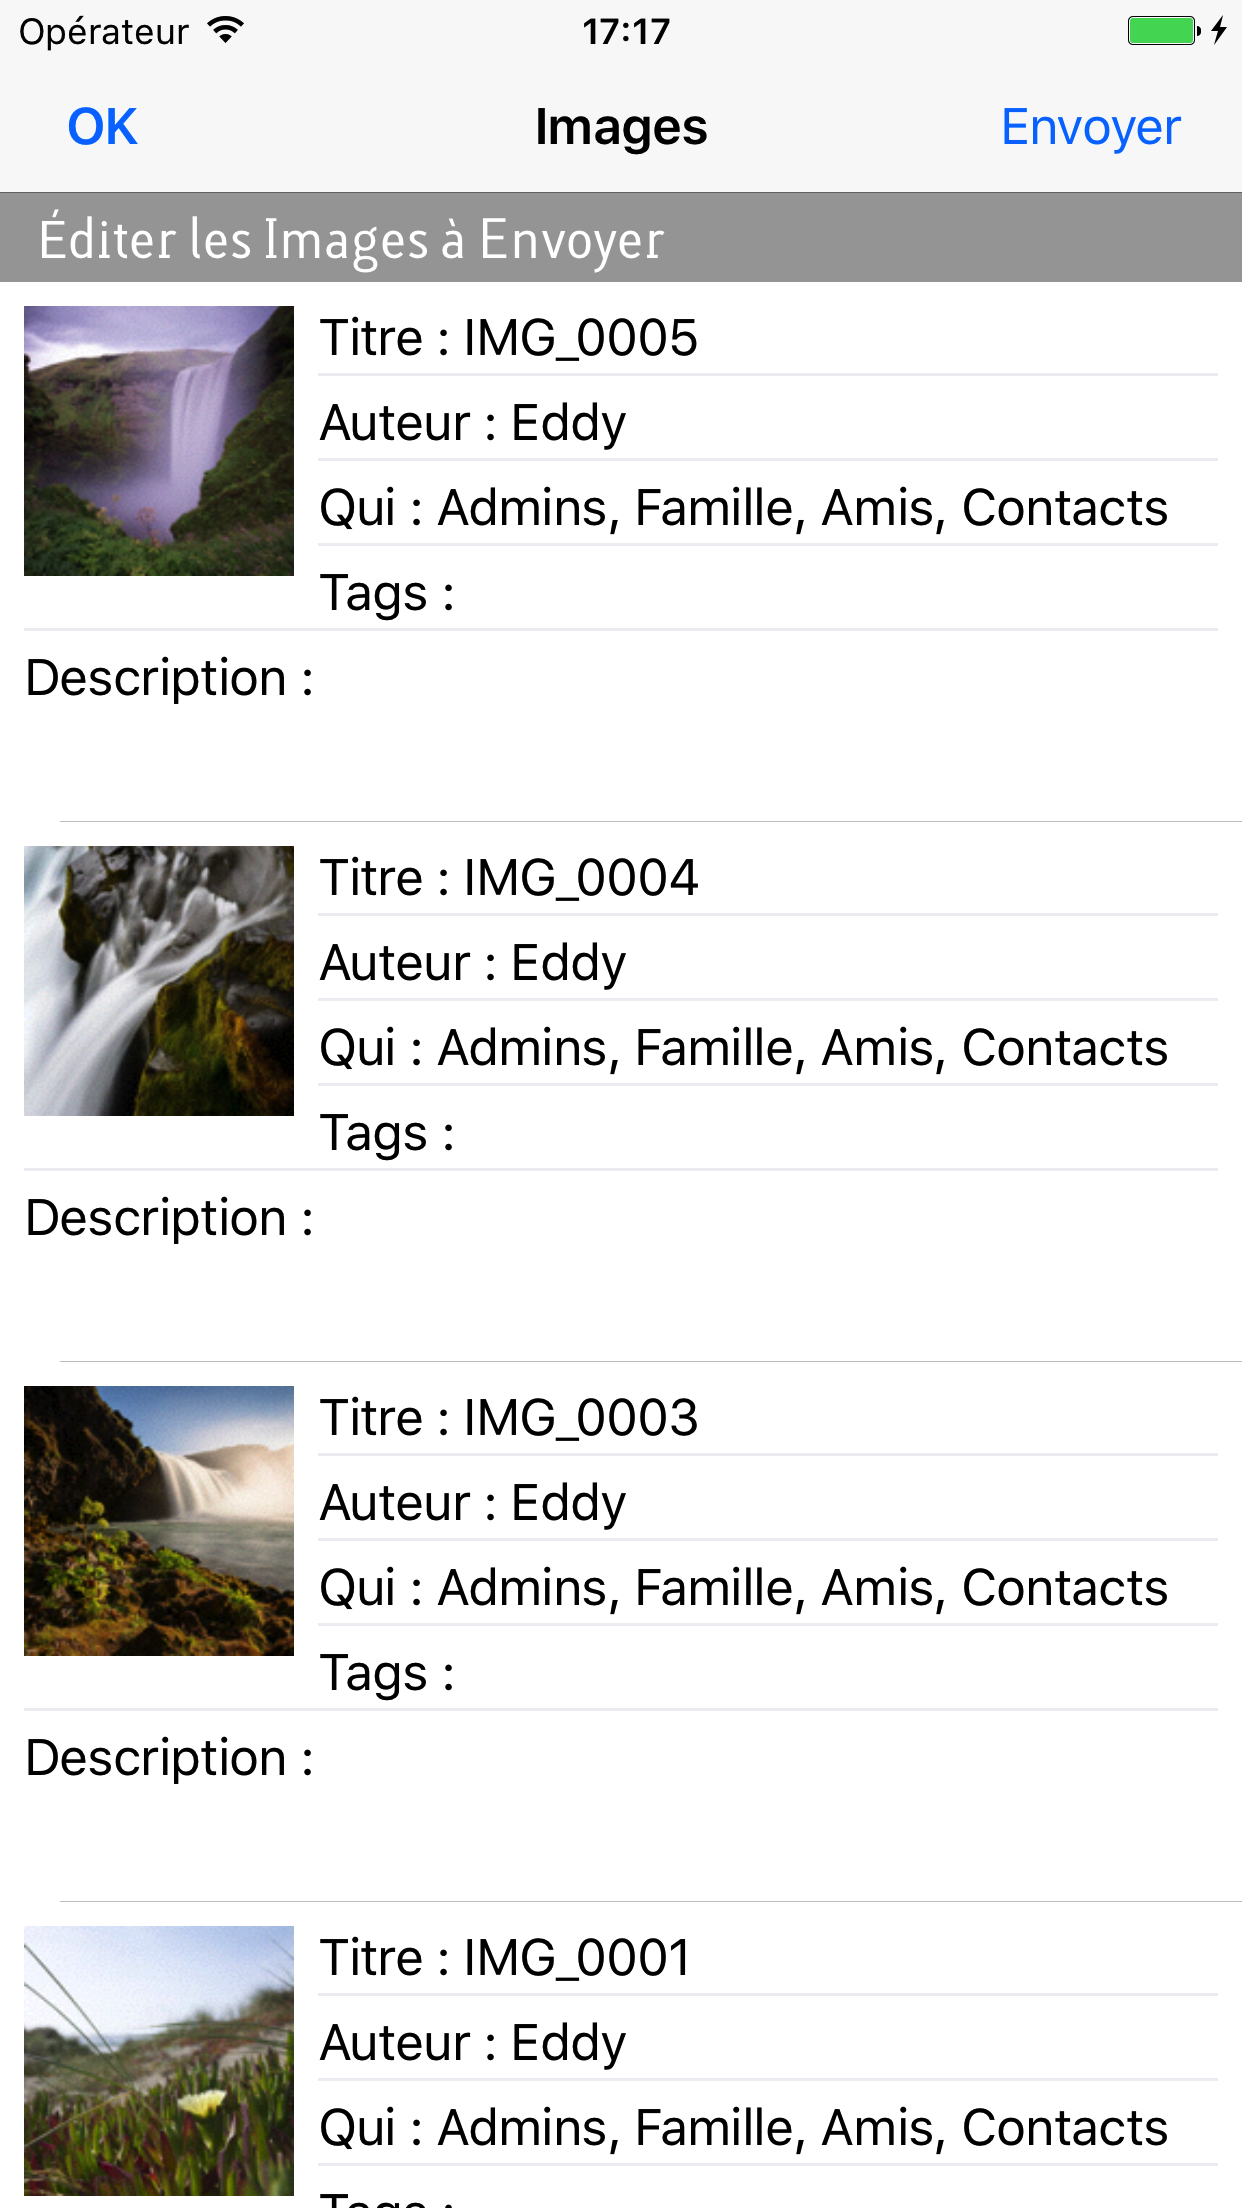 Opérateur 17:17
OK Images Envoyer
Éditer les Images à Envoyer
Titre : IMG_0005
Auteur : Eddy
Qui : Admins, Famille, Amis, Contacts
Tags :
Description :
Titre : IMG_0004
Auteur : Eddy
Qui : Admins, Famille, Amis, Contacts
Tags :
Description :
Titre : IMG_0003
Auteur : Eddy
Qui : Admins, Famille, Amis, Contacts
Tags :
Description :
Titre : IMG_0001
Auteur : Eddy
Qui : Admins, Famille, Amis, Contacts
Tags :